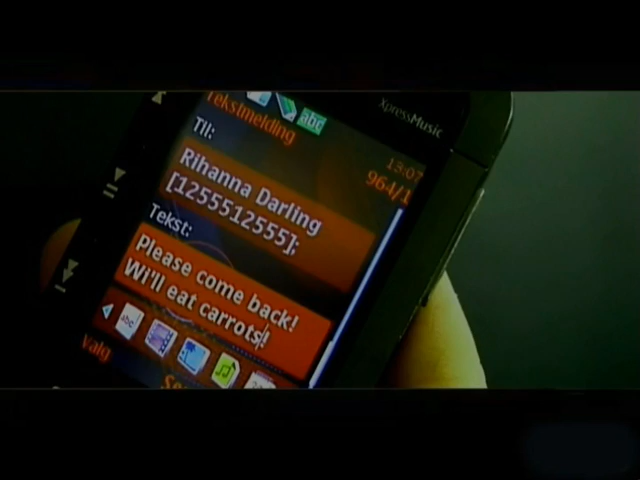 XpressMusic
Tekstmelding
abc
13:07
964/1
Til:
Rihanna Darling
[1255512555];
Tekst:
Please come back!
Wi'll eat carrots!
abc
valg